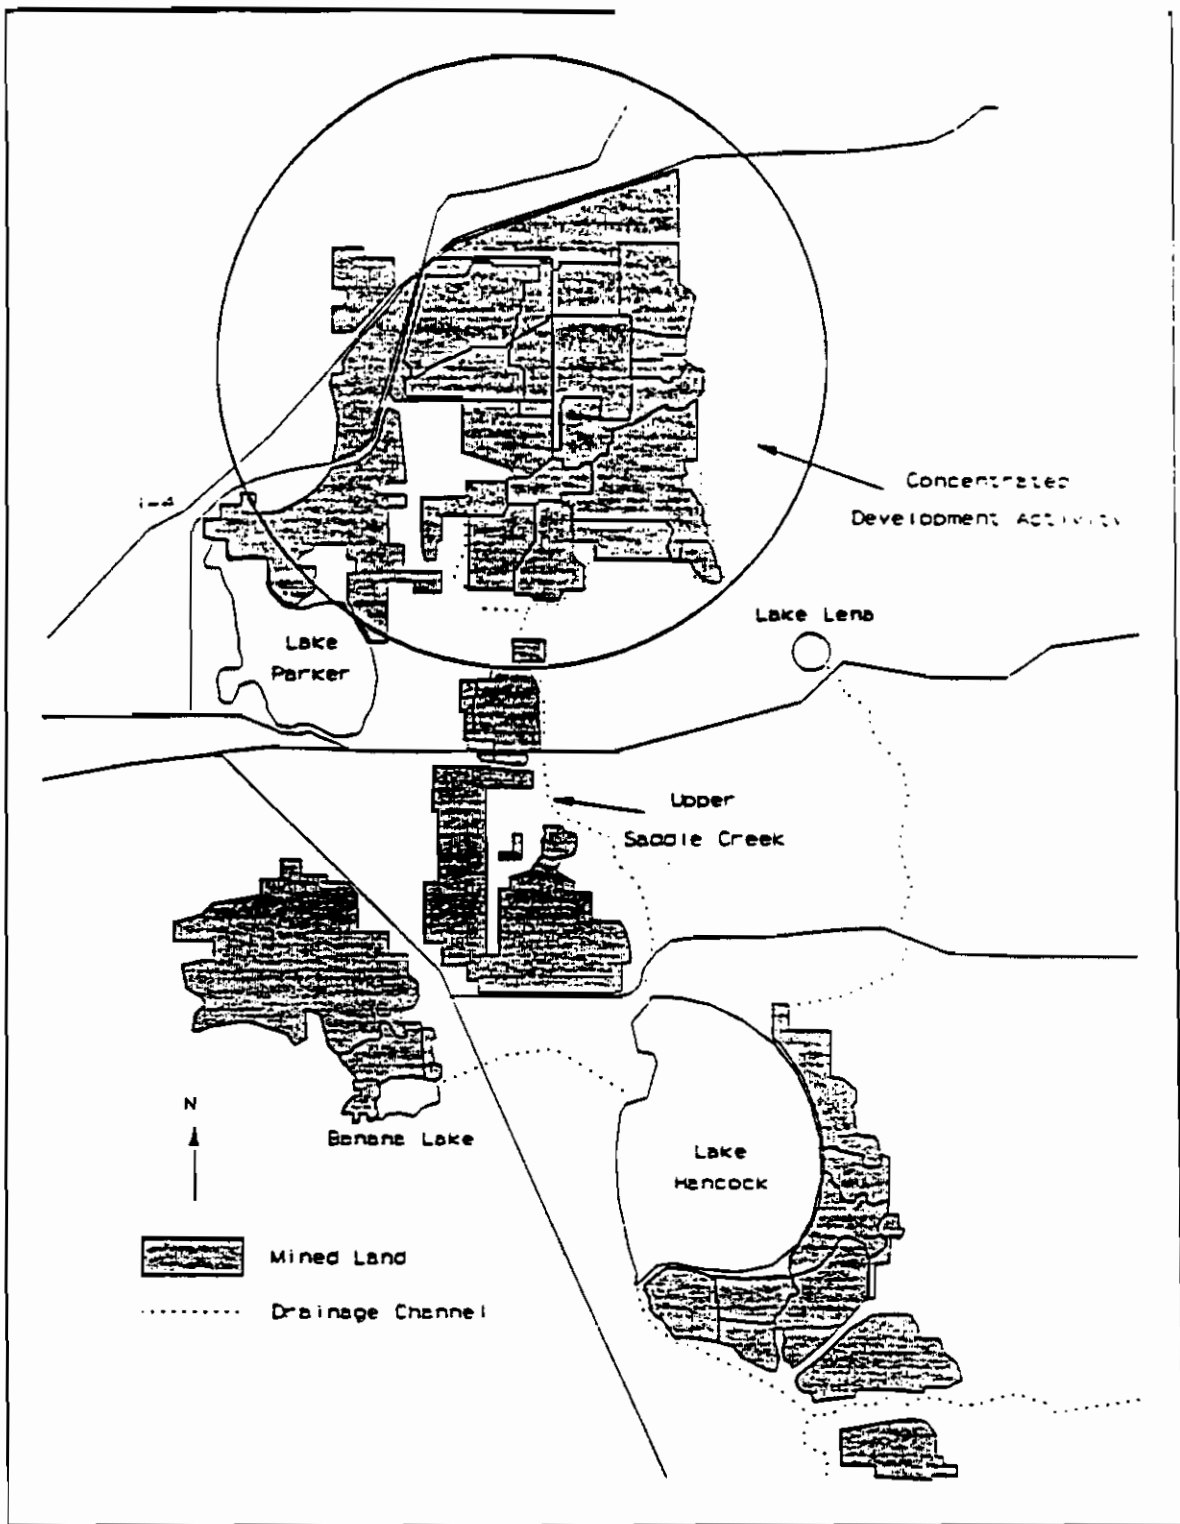 I-4
Concentrated
Development Activity
Lake Lena
Lake
Parker
Upper
Saddle Creek
N
Banana Lake
Lake
Hancock
Mined Land
Drainage Channel